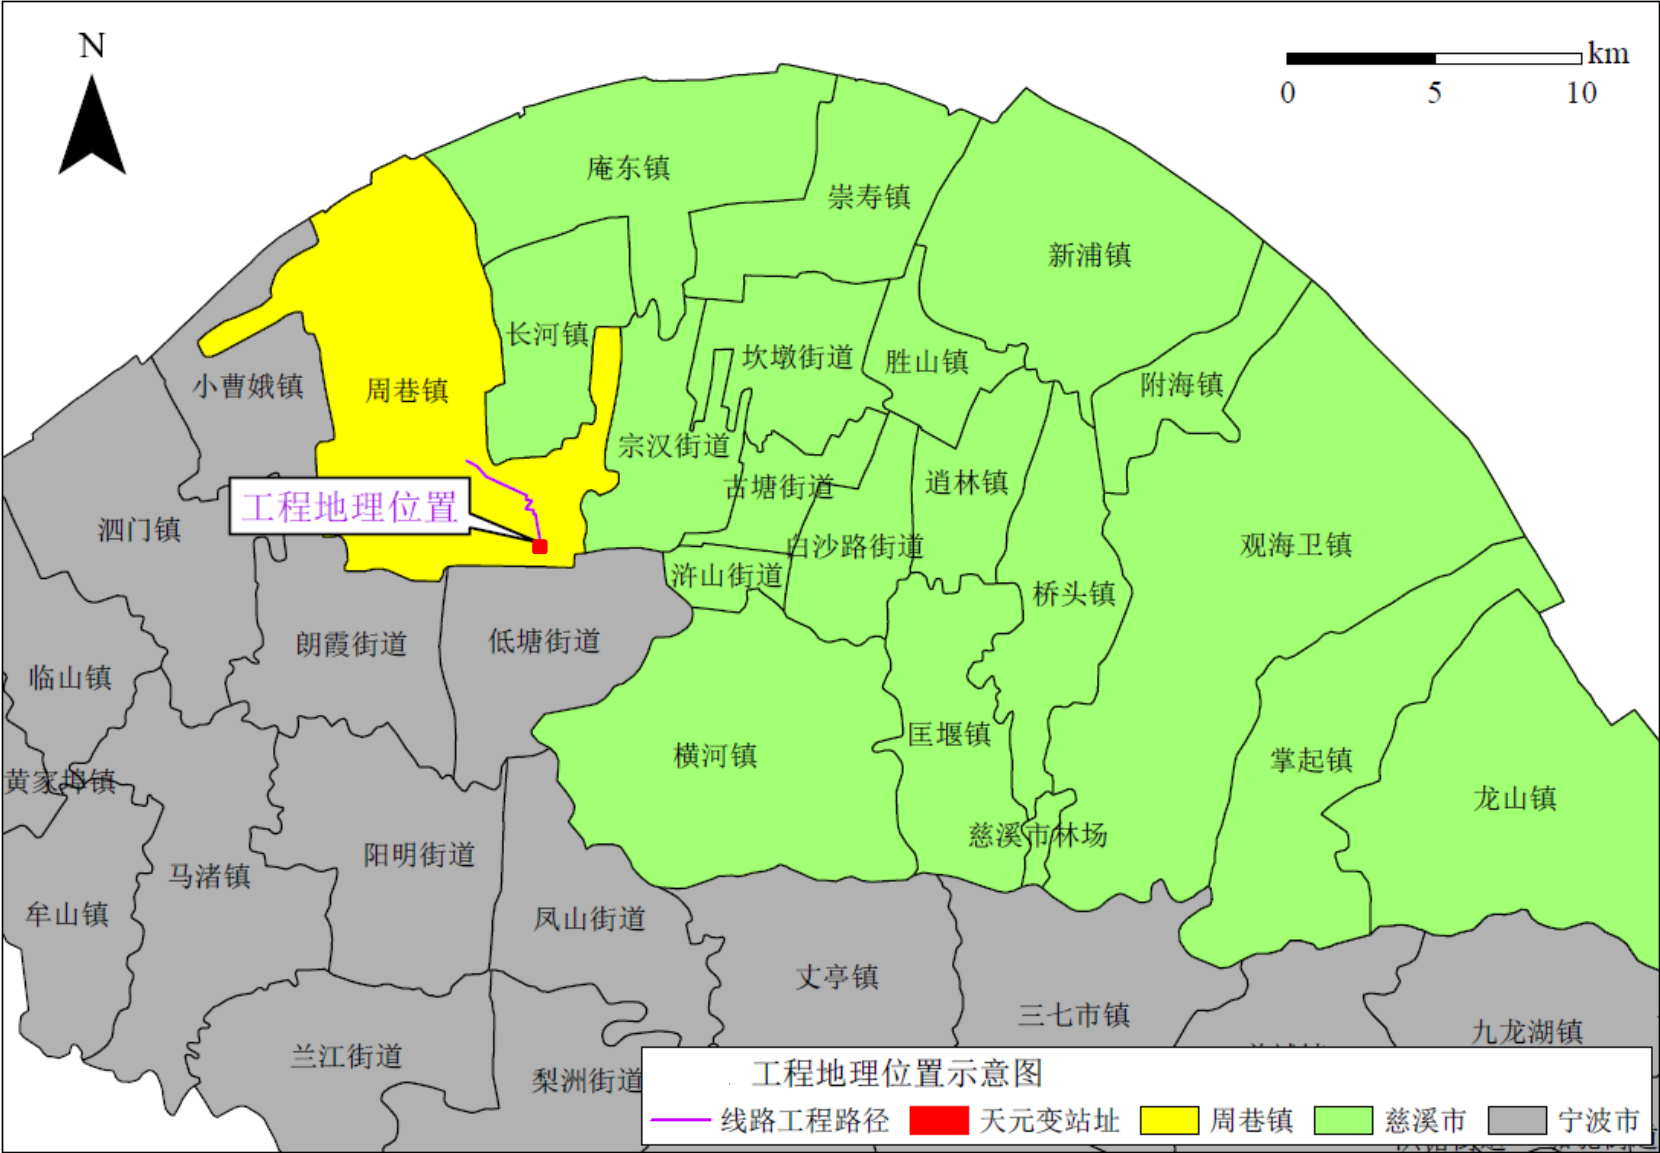 N
km
0 5 10
庵东镇
崇寿镇
新浦镇
长河镇
坎墩街道
胜山镇
附海镇
小曹娥镇
周巷镇
宗汉街道
古塘街道
逍林镇
工程地理位置
泗门镇
白沙路街道
观海卫镇
浒山街道
桥头镇
朗霞街道
低塘街道
临山镇
横河镇
匡堰镇
掌起镇
黄家埠镇
龙山镇
慈溪市林场
马渚镇
阳明街道
牟山镇
凤山街道
丈亭镇
三七市镇
九龙湖镇
兰江街道
梨洲街道
工程地理位置示意图
线路工程路径 天元变站址 周巷镇 慈溪市 宁波市